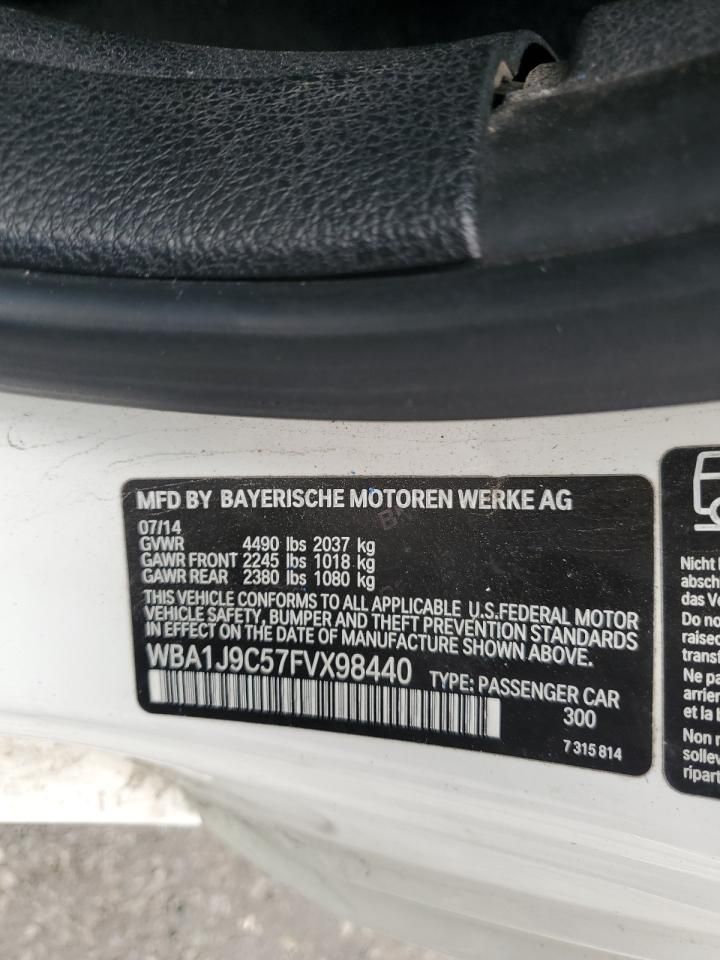 MFD BY BAYERISCHE MOTOREN WERKE AG
07/14
GVWR 4490 lbs 2037 kg
GAWR FRONT 2245 lbs 1018 kg
GAWR REAR 2380 lbs 1080 kg
THIS VEHICLE CONFORMS TO ALL APPLICABLE U.S.FEDERAL MOTOR
VEHICLE SAFETY, BUMPER AND THEFT PREVENTION STANDARDS
IN EFFECT ON THE DATE OF MANUFACTURE SHOWN ABOVE.
WBA1J9C57FVX98440 TYPE: PASSENGER CAR
300
7 315 814
Nicht
absch
das Ve
Do no
raised
transf
Ne pa
arrier
et la
Non
sollev
ripart